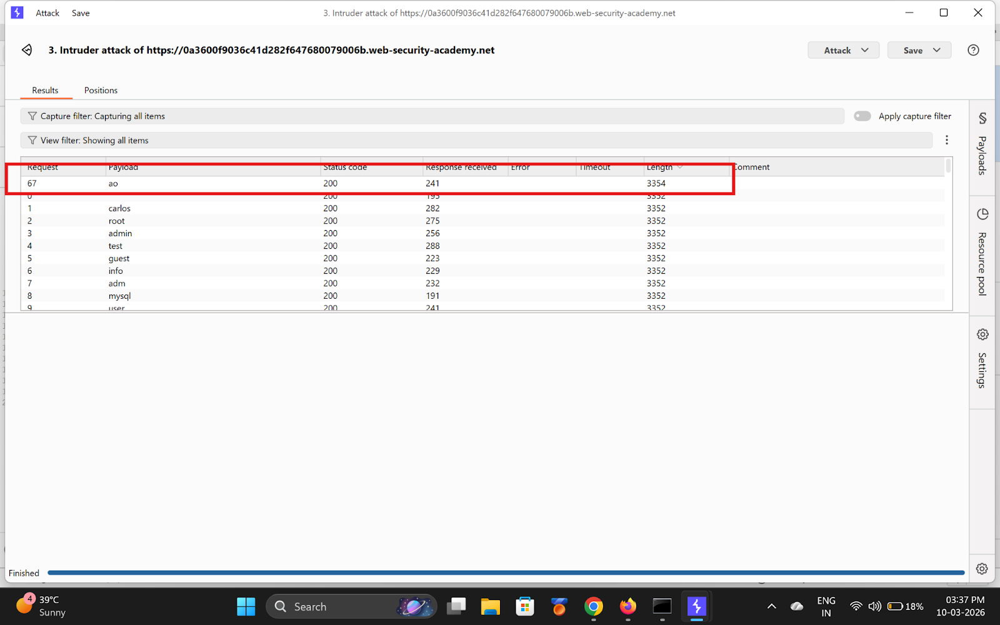 Attack Save 3. Intruder attack of https://0a3600f9036c41d282f647680079006b.web-security-academy.net
3. Intruder attack of https://0a3600f9036c41d282f647680079006b.web-security-academy.net Attack Save
Results Positions
Capture filter: Capturing all items Apply capture filter
View filter: Showing all items
Request Payload Status code Response received Error Timeout Length Comment
67 ao 200 241 3354
0 200 193 3352
1 carlos 200 282 3352
2 root 200 275 3352
3 admin 200 256 3352
4 test 200 288 3352
5 guest 200 223 3352
6 info 200 229 3352
7 adm 200 232 3352
8 mysql 200 191 3352
9 user 200 241 3352
Payloads
Resource pool
Settings
Finished
4 39°C
Sunny
Search
ENG
IN
18%
03:37 PM
10-03-2026